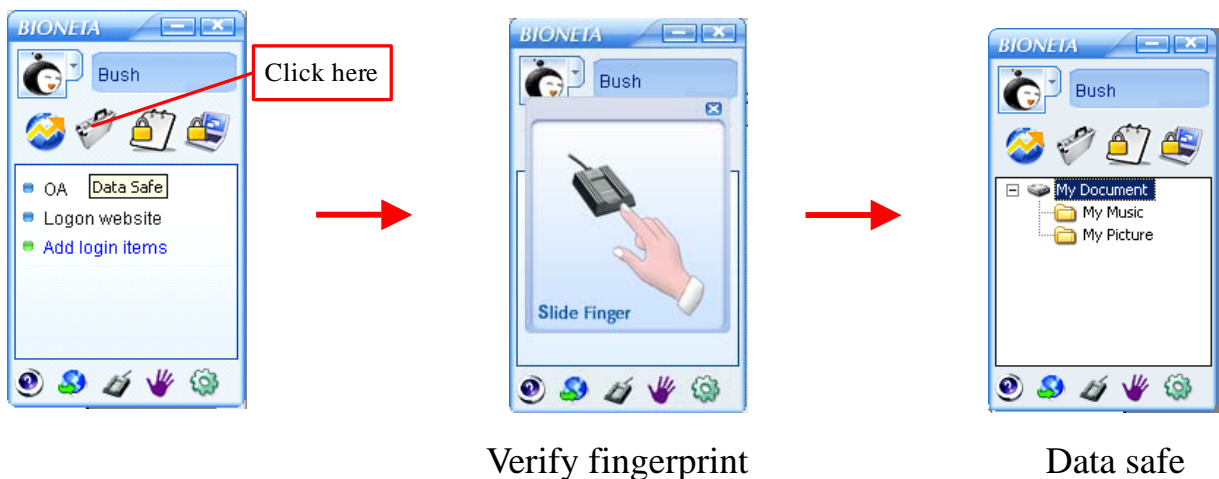 BIONETA
Bush
Click here
OA
Data Safe
Logon website
Add login items
BIONETA
Bush
Slide Finger
Verify fingerprint
BIONETA
Bush
My Document
My Music
My Picture
Data safe